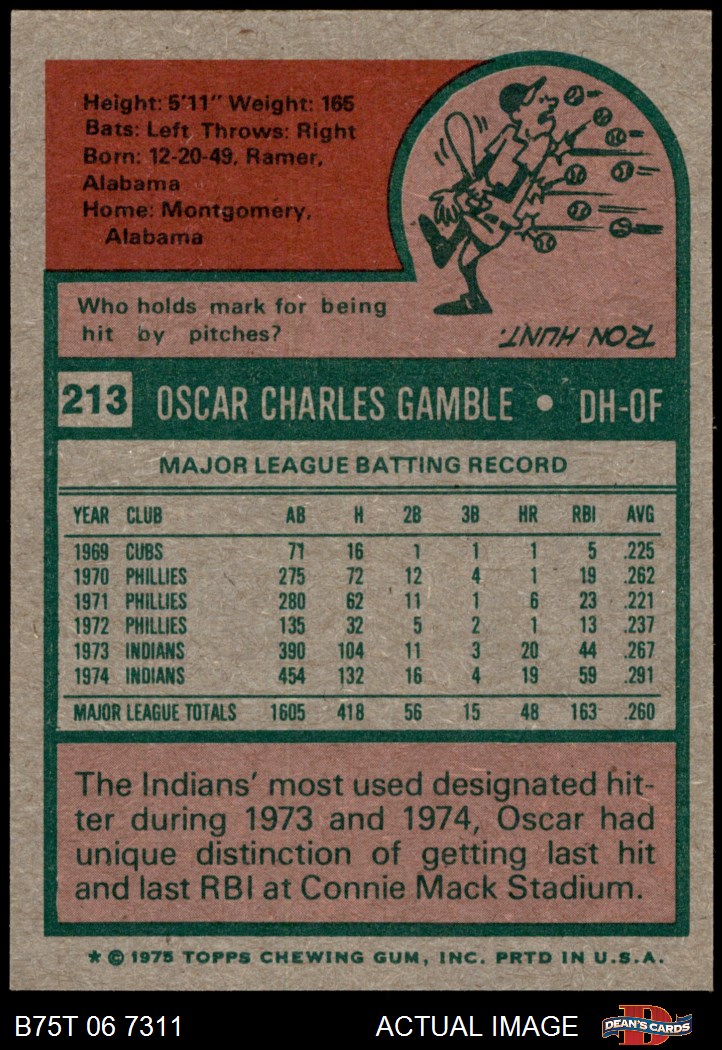 Height: 5'11" Weight: 165
Bats: Left Throws: Right
Born: 12-20-49, Ramer,
Alabama
Home: Montgomery,
Alabama
Who holds mark for being
hit by pitches?
RON HUNT.
213 OSCAR CHARLES GAMBLE • DH-OF
MAJOR LEAGUE BATTING RECORD
YEAR CLUB AB H 2B 3B HR RBI AVG
1969 CUBS 71 16 1 1 1 5 .225
1970 PHILLIES 275 72 12 4 1 19 .262
1971 PHILLIES 280 62 11 1 6 23 .221
1972 PHILLIES 135 32 5 2 1 13 .237
1973 INDIANS 390 104 11 3 20 44 .267
1974 INDIANS 454 132 16 4 19 59 .291
MAJOR LEAGUE TOTALS 1605 418 56 15 48 163 .260
The Indians' most used designated hit-
ter during 1973 and 1974, Oscar had
unique distinction of getting last hit
and last RBI at Connie Mack Stadium.
* © 1975 TOPPS CHEWING GUM, INC. PRTD IN U.S.A.
B75T 06 7311 ACTUAL IMAGE D DEAN'S CARDS